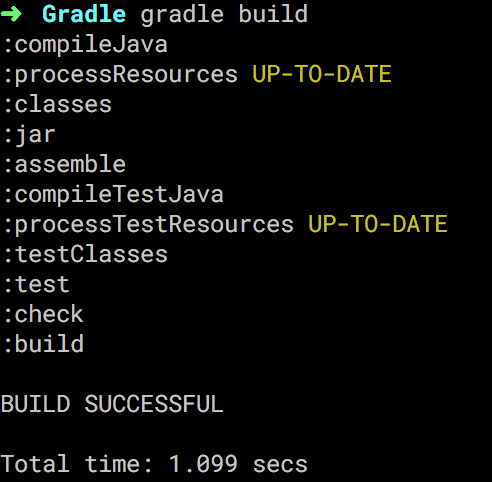 ➜ Gradle gradle build
:compileJava
:processResources UP-TO-DATE
:classes
:jar
:assemble
:compileTestJava
:processTestResources UP-TO-DATE
:testClasses
:test
:check
:build
BUILD SUCCESSFUL
Total time: 1.099 secs